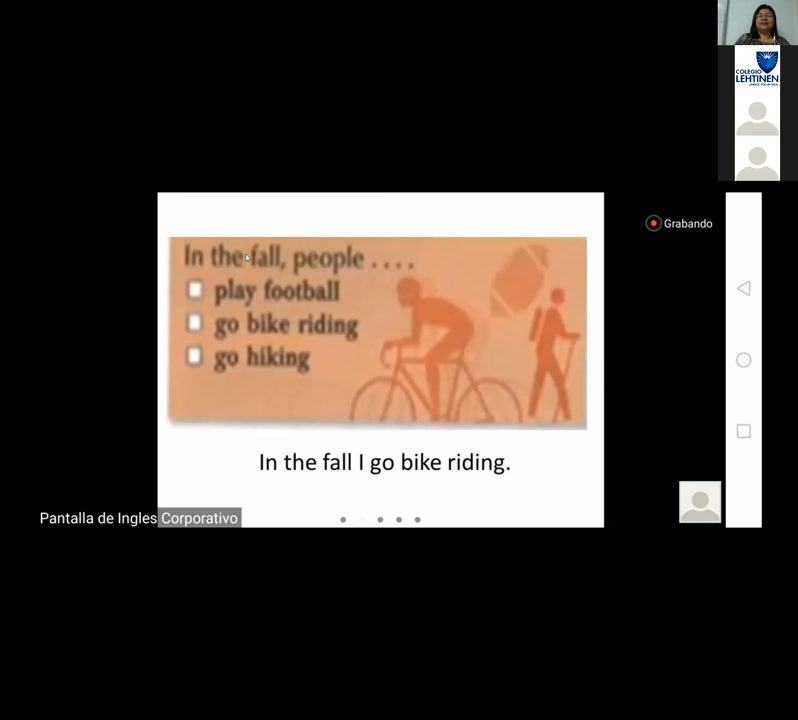 COLEGIO
LEHTINEN
Grabando
In the fall, people ....
play football
go bike riding
go hiking
In the fall I go bike riding.
Pantalla de Ingles Corporativo